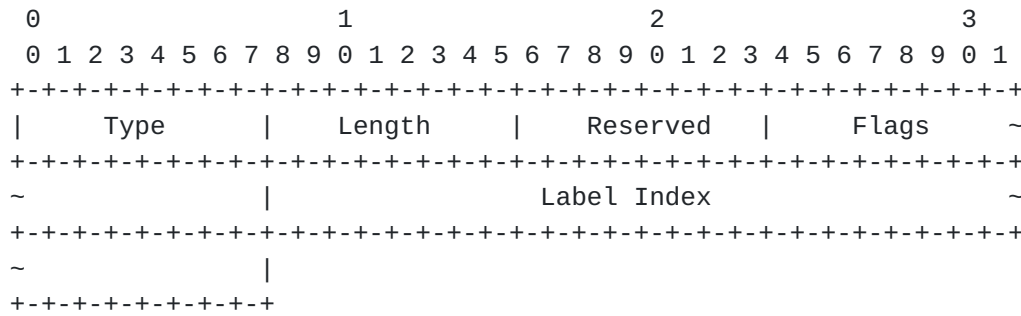 0                   1                   2                   3
 0 1 2 3 4 5 6 7 8 9 0 1 2 3 4 5 6 7 8 9 0 1 2 3 4 5 6 7 8 9 0 1
+-+-+-+-+-+-+-+-+-+-+-+-+-+-+-+-+-+-+-+-+-+-+-+-+-+-+-+-+-+-+-+-+
|     Type      |    Length     |    Reserved   |     Flags     ~
+-+-+-+-+-+-+-+-+-+-+-+-+-+-+-+-+-+-+-+-+-+-+-+-+-+-+-+-+-+-+-+-+
~               |                 Label Index                   ~
+-+-+-+-+-+-+-+-+-+-+-+-+-+-+-+-+-+-+-+-+-+-+-+-+-+-+-+-+-+-+-+-+
~               |
+-+-+-+-+-+-+-+-+